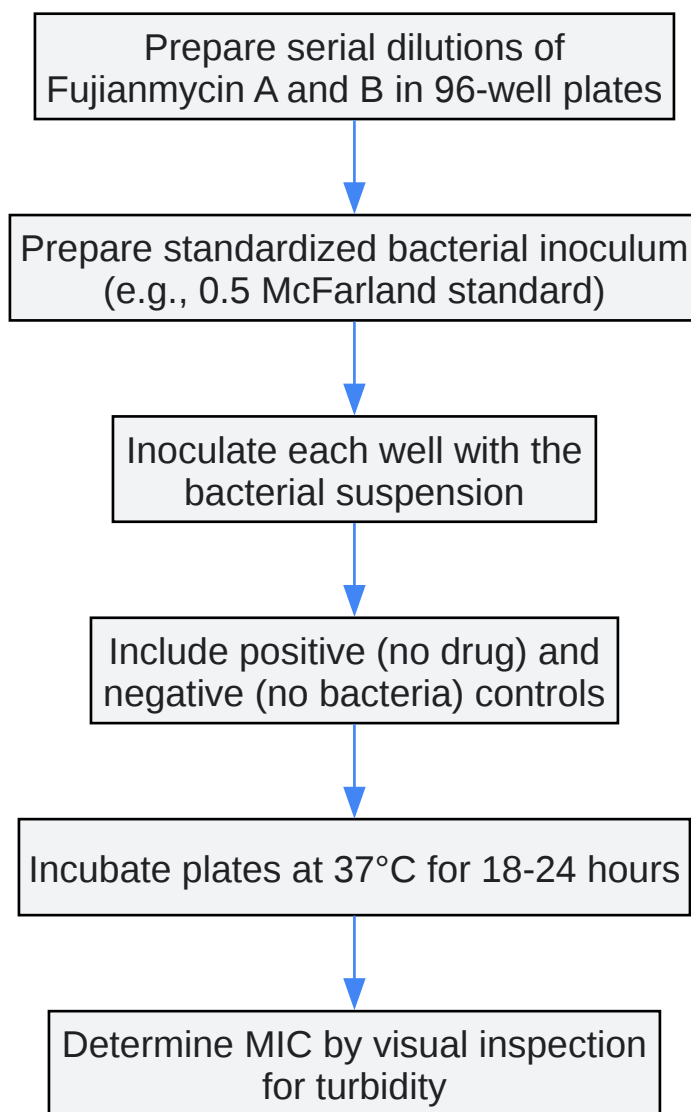 Prepare serial dilutions of
Fujianmycin A and B in 96-well plates
Prepare standardized bacterial inoculum
(e.g., 0.5 McFarland standard)
Inoculate each well with the
bacterial suspension
Include positive (no drug) and
negative (no bacteria) controls
Incubate plates at 37°C for 18-24 hours
Determine MIC by visual inspection
for turbidity